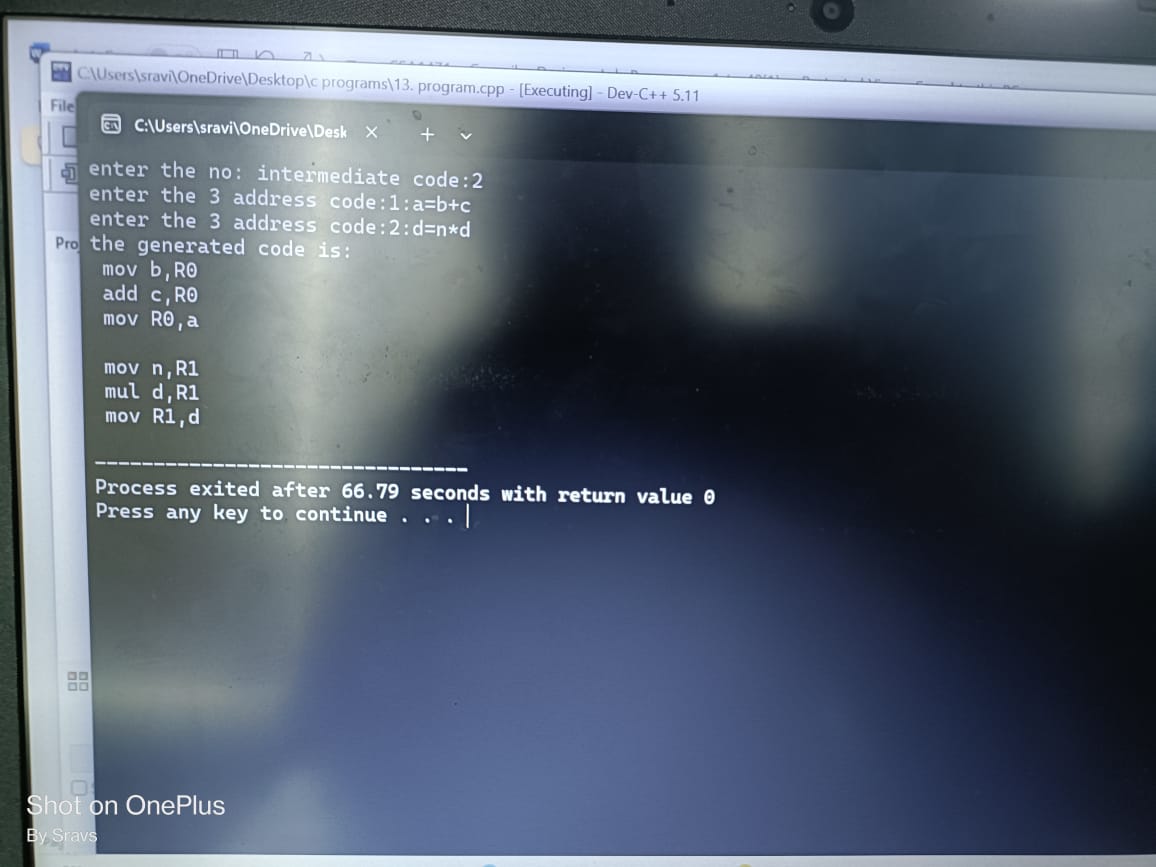 C:\Users\sravi\OneDrive\Desktop\c programs\13. program.cpp - [Executing] - Dev-C++ 5.11
File
C:\Users\sravi\OneDrive\Desk
enter the no: intermediate code:2
enter the 3 address code:1:a=b+c
enter the 3 address code:2:d=n*d
Pro
the generated code is:
mov b,R0
add c,R0
mov R0,a
mov n,R1
mul d,R1
mov R1,d
--------------------------------
Process exited after 66.79 seconds with return value 0
Press any key to continue . . .
Shot on OnePlus
By Sravs